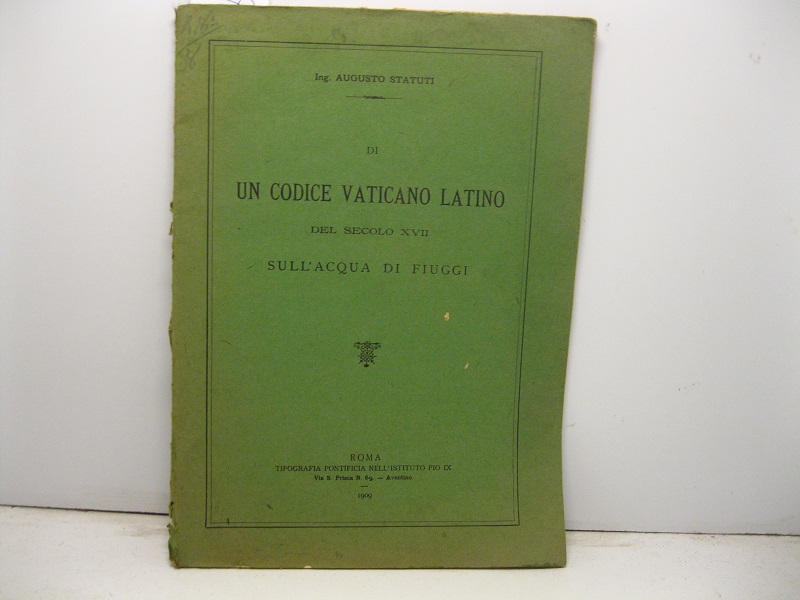 Ing. AUGUSTO STATUTI
DI
UN CODICE VATICANO LATINO
DEL SECOLO XVII
SULL'ACQUA DI FIUGGI
ROMA
TIPOGRAFIA PONTIFICIA NELL'ISTITUTO PIO IX
Via S. Prisca N. 69. — Aventino
1909